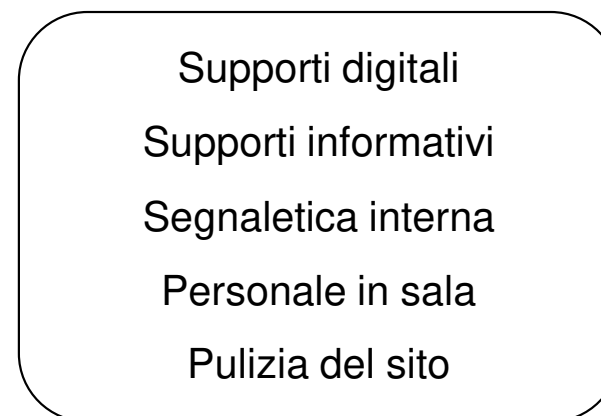 Supporti digitali
Supporti informativi
Segnaletica interna
Personale in sala
Pulizia del sito